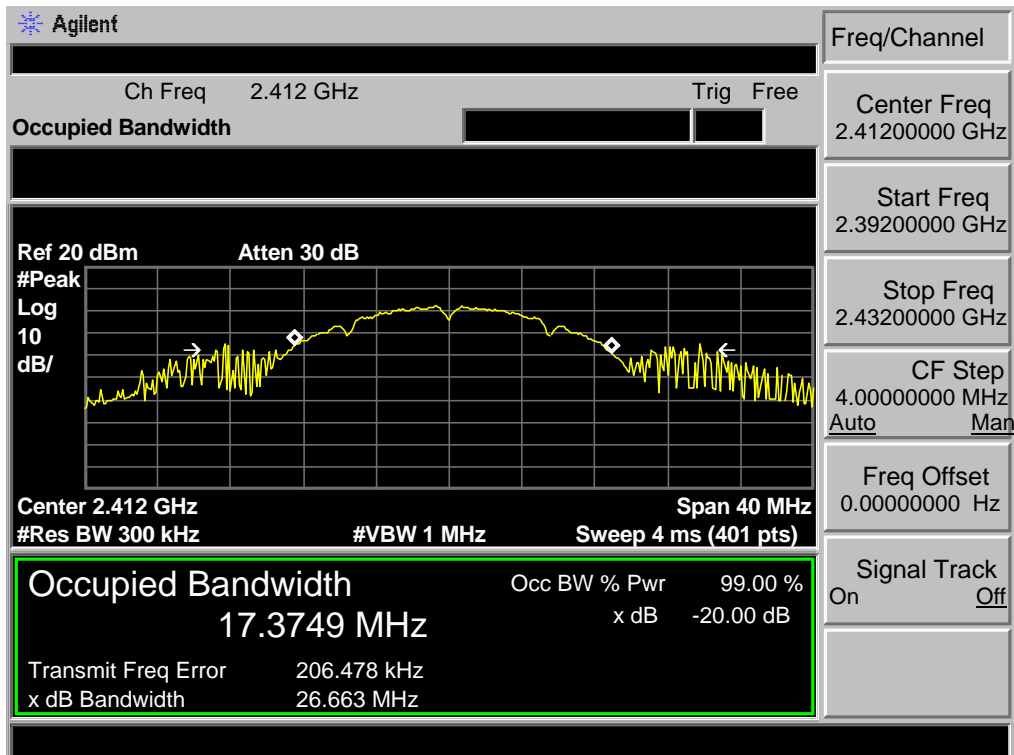 Agilent
Freq/Channel
Ch Freq 2.412 GHz Trig Free
Occupied Bandwidth
Center Freq
2.41200000 GHz
Start Freq
2.39200000 GHz
Stop Freq
2.43200000 GHz
CF Step
4.00000000 MHz
Auto Man
Freq Offset
0.00000000 Hz
Signal Track
On Off
Ref 20 dBm Atten 30 dB
#Peak
Log
10
dB/
Center 2.412 GHz Span 40 MHz
#Res BW 300 kHz #VBW 1 MHz Sweep 4 ms (401 pts)
Occupied Bandwidth Occ BW % Pwr 99.00 %
17.3749 MHz x dB -20.00 dB
Transmit Freq Error 206.478 kHz
x dB Bandwidth 26.663 MHz